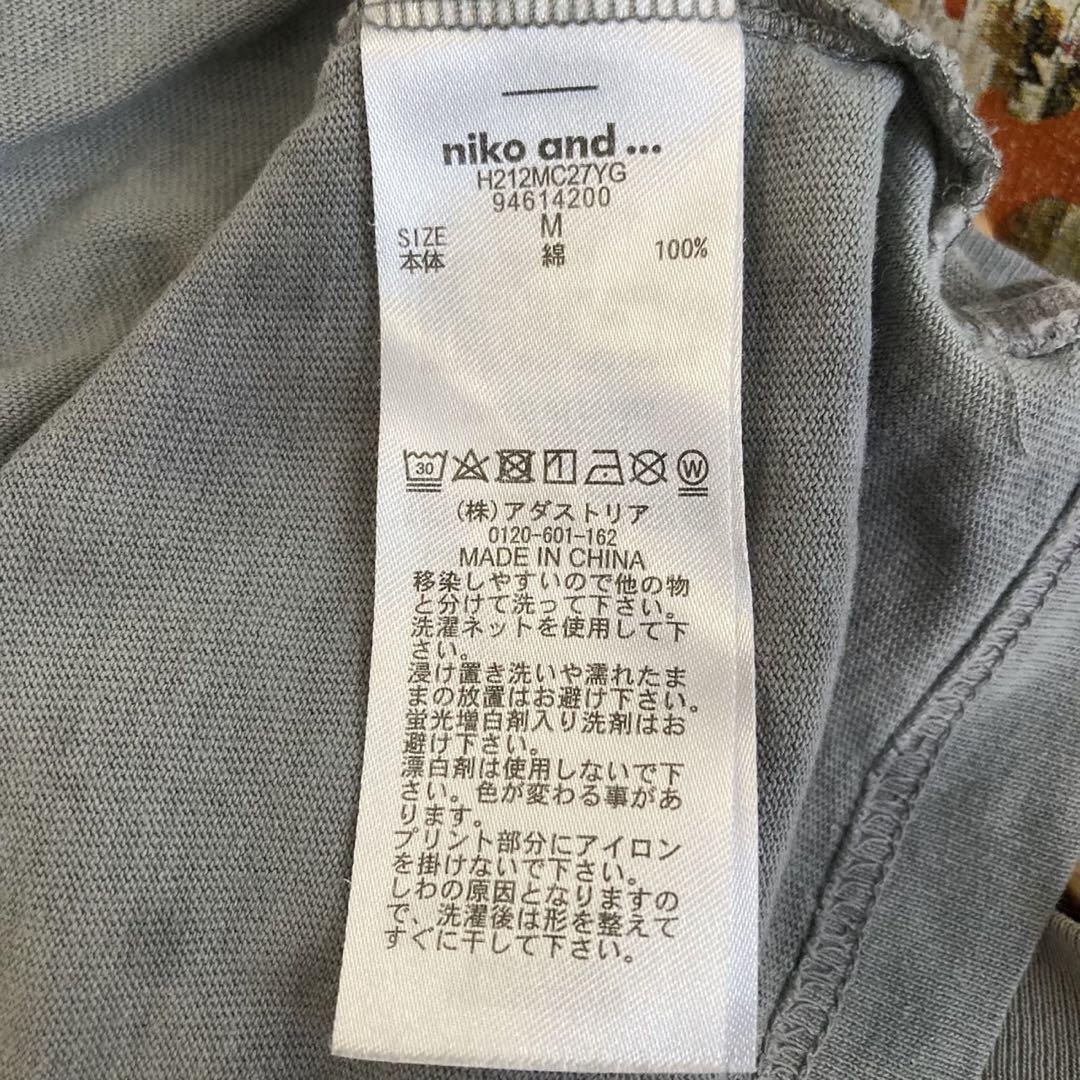 niko and ...
H212MC27YG
94614200
SIZE M
本体 綿 100%
30 W
(株)アダストリア
0120-601-162
MADE IN CHINA
移染しやすいので他の物
と分けて洗って下さい。
洗濯ネットを使用して下
さい。
浸け置き洗いや濡れたま
まの放置はお避け下さい。
蛍光増白剤入り洗剤はお
避け下さい。
漂白剤は使用しないで下
さい。色が変わる事があ
ります。
プリント部分にアイロン
を掛けないで下さい。
しわの原因となりますの
で、洗濯後は形を整えて
すぐに干して下さい。